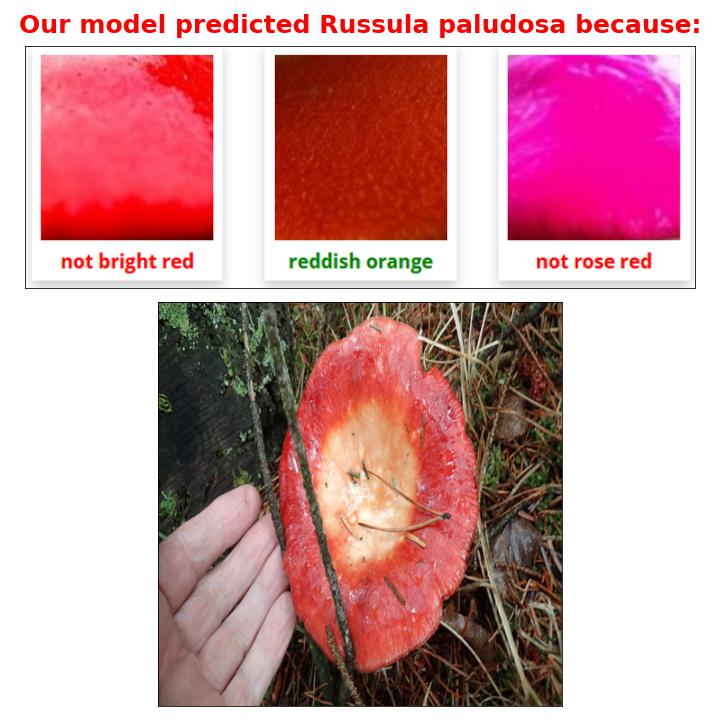 Our model predicted Russula paludosa because:
not bright red
reddish orange
not rose red